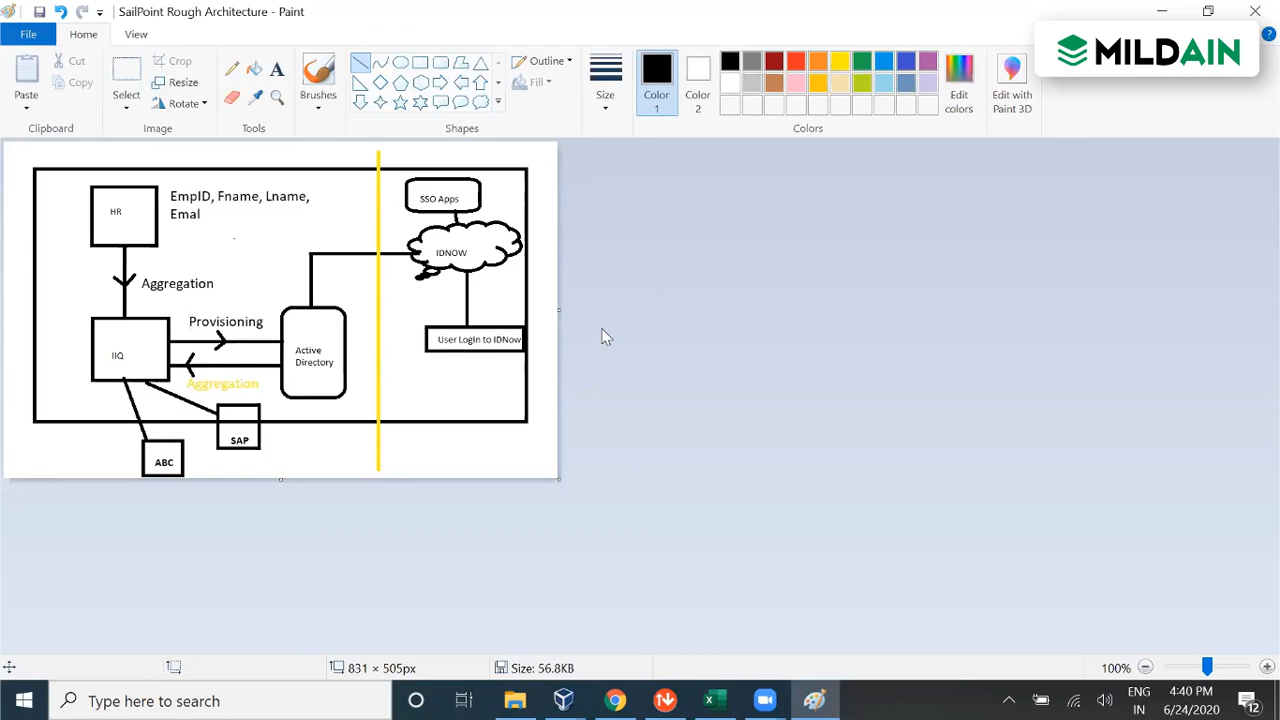 SailPoint Rough Architecture - Paint
File
Home
View
MILDAIN
Paste
Cut
Copy
Clipboard
Select
Crop
Resize
Rotate
Image
A
Tools
Brushes
Outline
Fill
Shapes
Size
Color
1
Color
2
Edit
colors
Colors
Edit with
Paint 3D
HR
EmpID, Fname, Lname,
Emal
Aggregation
Provisioning
IIQ
Active
Directory
Aggregation
SAP
ABC
SSO Apps
IDNOW
User Login to IDNow
831 × 505px
Size: 56.8KB
100%
Type here to search
ENG
IN
4:40 PM
6/24/2020
12